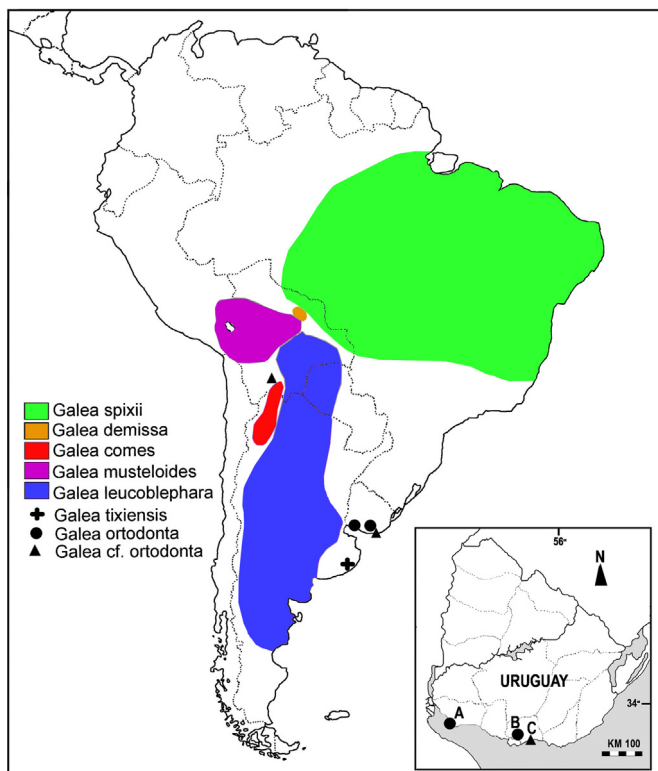 Galea spixii
Galea demissa
Galea comes
Galea musteloides
Galea leucoblephara
Galea tixiensis
Galea ortodonta
Galea cf. ortodonta
56°
N
URUGUAY
34°
A
B
C
KM 100